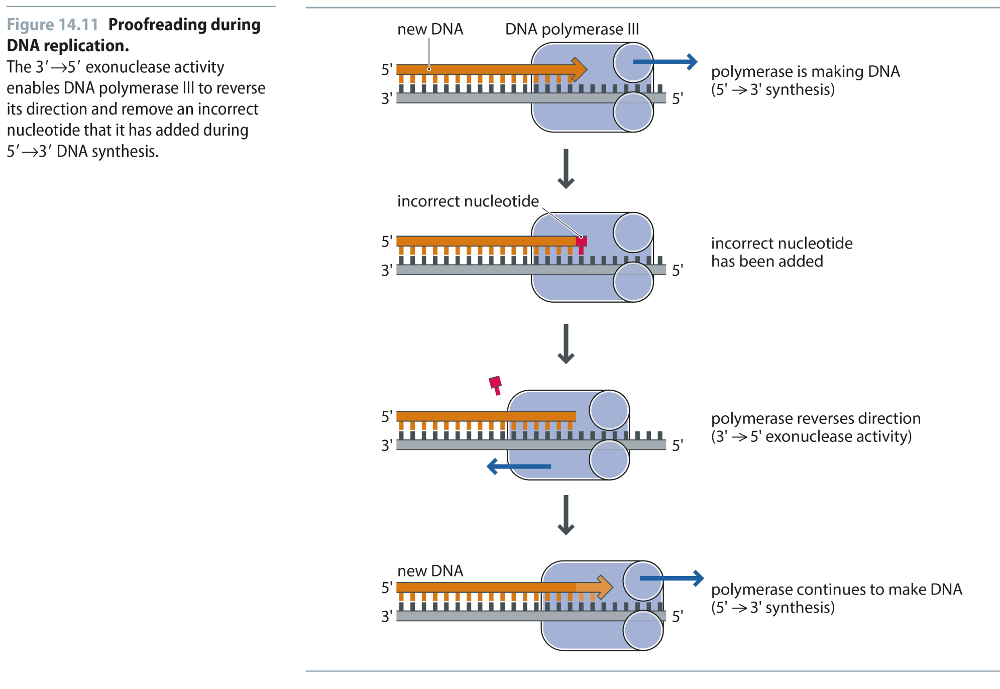 Figure 14.11 Proofreading during
DNA replication.
The 3′→5′ exonuclease activity
enables DNA polymerase III to reverse
its direction and remove an incorrect
nucleotide that it has added during
5′→3′ DNA synthesis.
new DNA
DNA polymerase III
5'
3'
5'
polymerase is making DNA
(5' → 3' synthesis)
incorrect nucleotide
5'
3'
5'
incorrect nucleotide
has been added
5'
3'
5'
polymerase reverses direction
(3' → 5' exonuclease activity)
new DNA
5'
3'
5'
polymerase continues to make DNA
(5' → 3' synthesis)